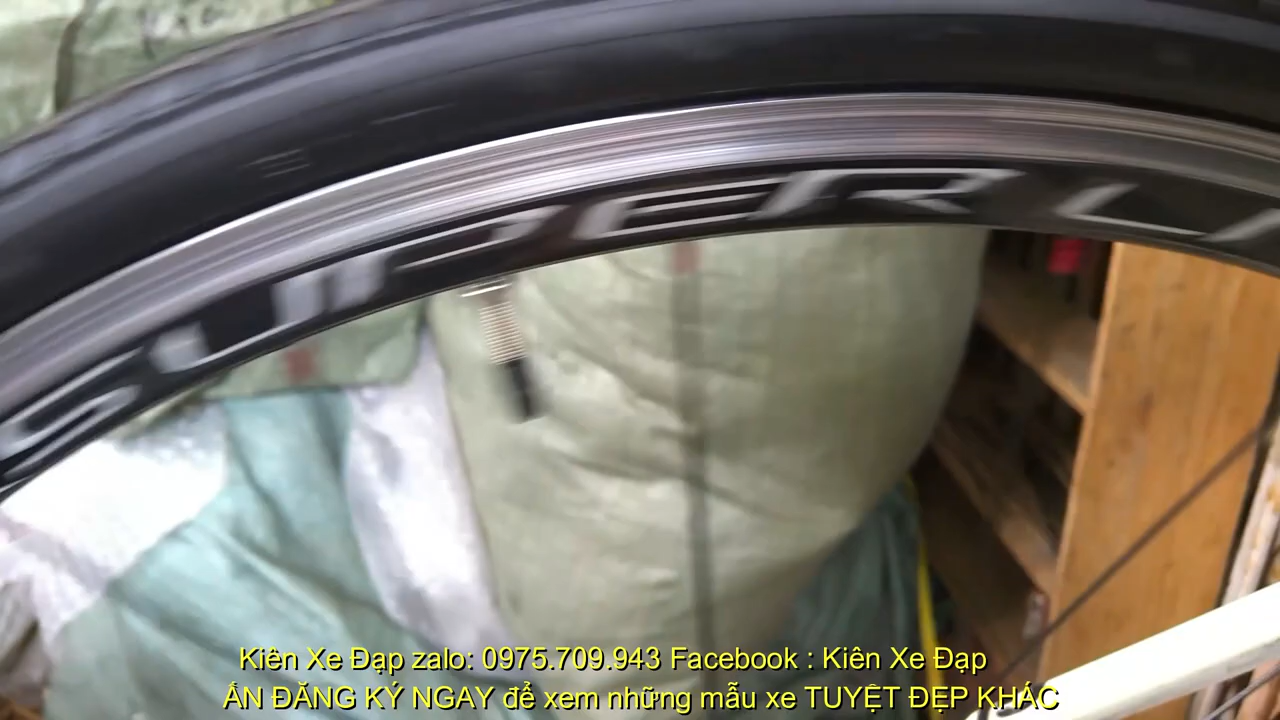 SUPERLI
Kiên Xe Đạp zalo: 0975.709.943 Facebook : Kiên Xe Đạp
ẤN ĐĂNG KÝ NGAY để xem những mẫu xe TUYỆT ĐẸP KHÁC